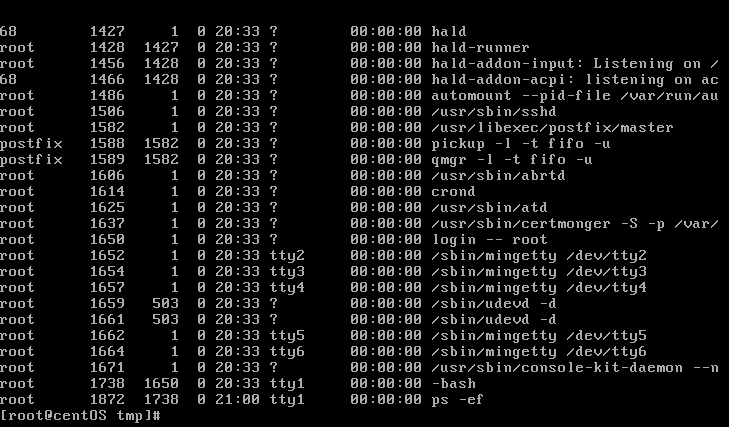 68        1427     1  0 20:33 ?        00:00:00 hald
root      1428  1427  0 20:33 ?        00:00:00 hald-runner
root      1456  1428  0 20:33 ?        00:00:00 hald-addon-input: Listening on /
68        1466  1428  0 20:33 ?        00:00:00 hald-addon-acpi: listening on ac
root      1486     1  0 20:33 ?        00:00:00 automount --pid-file /var/run/au
root      1506     1  0 20:33 ?        00:00:00 /usr/sbin/sshd
root      1582     1  0 20:33 ?        00:00:00 /usr/libexec/postfix/master
postfix   1588  1582  0 20:33 ?        00:00:00 pickup -l -t fifo -u
postfix   1589  1582  0 20:33 ?        00:00:00 qmgr -l -t fifo -u
root      1606     1  0 20:33 ?        00:00:00 /usr/sbin/abrtd
root      1614     1  0 20:33 ?        00:00:00 crond
root      1625     1  0 20:33 ?        00:00:00 /usr/sbin/atd
root      1637     1  0 20:33 ?        00:00:00 /usr/sbin/certmonger -S -p /var/
root      1650     1  0 20:33 ?        00:00:00 login -- root
root      1652     1  0 20:33 tty2     00:00:00 /sbin/mingetty /dev/tty2
root      1654     1  0 20:33 tty3     00:00:00 /sbin/mingetty /dev/tty3
root      1657     1  0 20:33 tty4     00:00:00 /sbin/mingetty /dev/tty4
root      1659   503  0 20:33 ?        00:00:00 /sbin/udevd -d
root      1661   503  0 20:33 ?        00:00:00 /sbin/udevd -d
root      1662     1  0 20:33 tty5     00:00:00 /sbin/mingetty /dev/tty5
root      1664     1  0 20:33 tty6     00:00:00 /sbin/mingetty /dev/tty6
root      1671     1  0 20:33 ?        00:00:00 /usr/sbin/console-kit-daemon --n
root      1738  1650  0 20:33 tty1     00:00:00 -bash
root      1872  1738  0 21:00 tty1     00:00:00 ps -ef
[root@centOS tmp]#